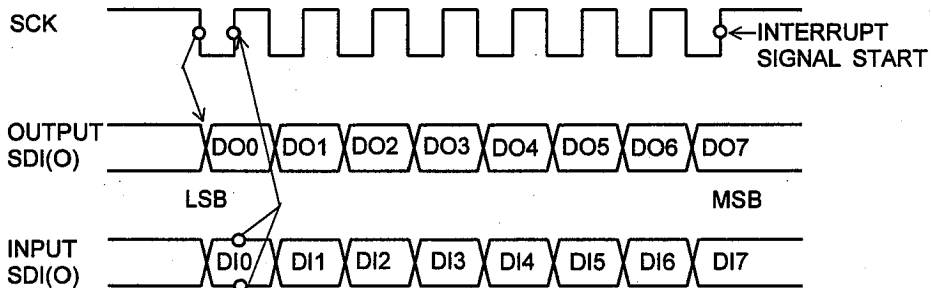 SCK
INTERRUPT
SIGNAL START
OUTPUT
SDI(O)
DO0 DO1 DO2 DO3 DO4 DO5 DO6 DO7
LSB MSB
INPUT
SDI(O)
DI0 DI1 DI2 DI3 DI4 DI5 DI6 DI7